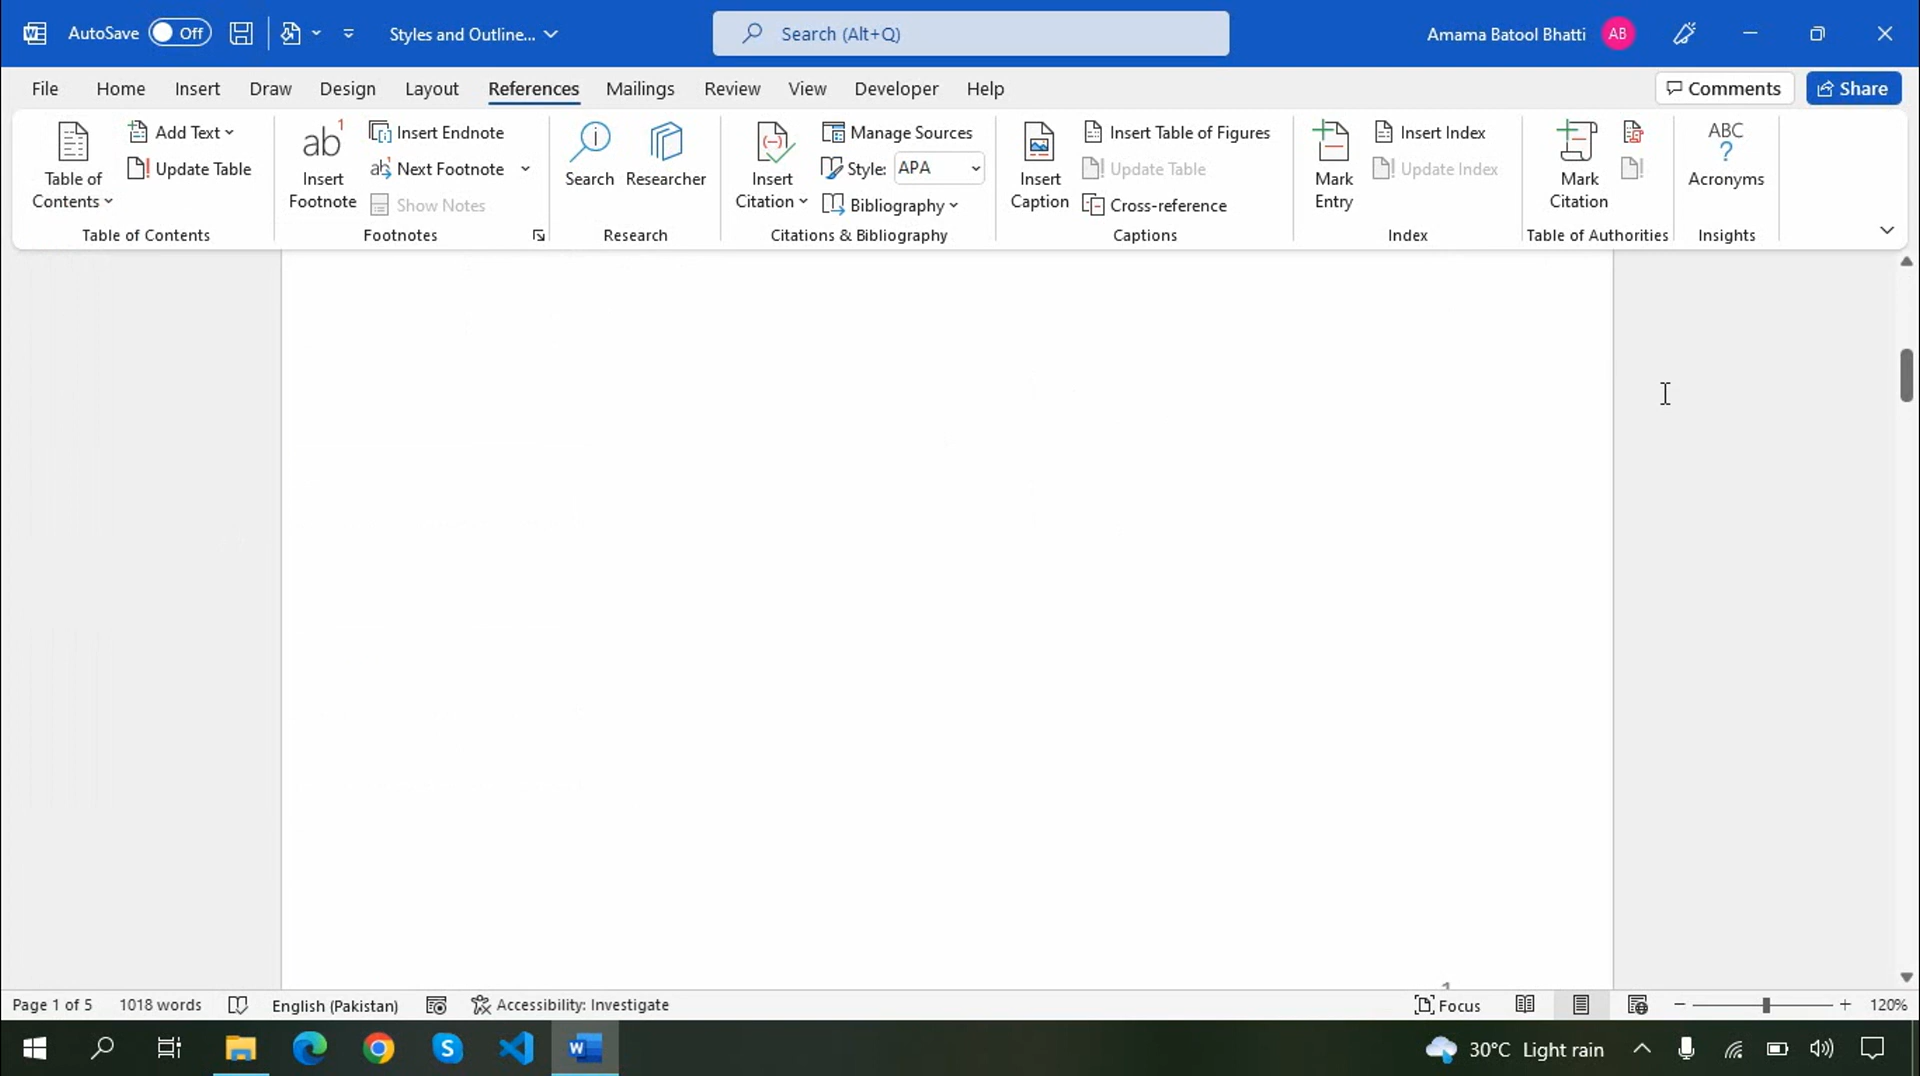 AutoSave Off Styles and Outline... Search (Alt+Q) Amama Batool Bhatti AB
File Home Insert Draw Design Layout References Mailings Review View Developer Help Comments Share
Table of Contents
Add Text
Update Table
Table of Contents
ab1 Insert Footnote
Insert Endnote
ab1 Next Footnote
Show Notes
Footnotes
Search
Researcher
Research
Insert Citation
Manage Sources
Style: APA
Bibliography
Citations & Bibliography
Insert Caption
Insert Table of Figures
Update Table
Cross-reference
Captions
Mark Entry
Insert Index
Update Index
Index
Mark Citation
Table of Authorities
ABC ? Acronyms
Insights
Page 1 of 5 1018 words English (Pakistan) Accessibility: Investigate Focus 120%
30°C Light rain